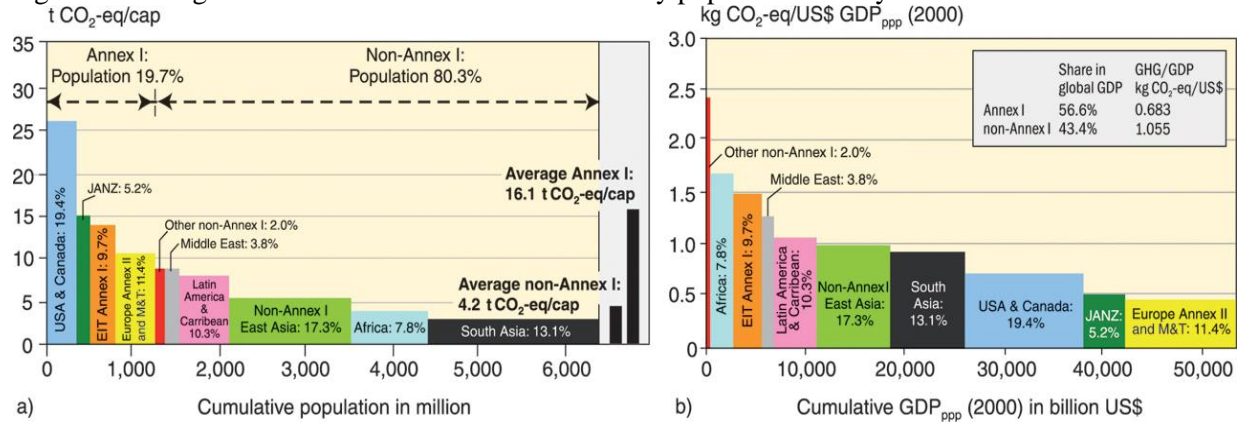 t CO₂-eq/cap
35
30
25
20
15
10
5
0
Annex I:
Population 19.7%
Non-Annex I:
Population 80.3%
USA & Canada: 19.4%
JANZ: 5.2%
EIT Annex I: 9.7%
Europe Annex II
and M&T: 11.4%
Other non-Annex I: 2.0%
Middle East: 3.8%
Latin
America
&
Carribean
10.3%
Non-Annex I
East Asia: 17.3%
Africa: 7.8%
South Asia: 13.1%
Average Annex I:
16.1 t CO₂-eq/cap
Average non-Annex I:
4.2 t CO₂-eq/cap
0
1,000
2,000
3,000
4,000
5,000
6,000
a)
Cumulative population in million
kg CO₂-eq/US$ GDPppp (2000)
3.0
2.5
2.0
1.5
1.0
0.5
0
Share in GHG/GDP
global GDP kg CO₂-eq/US$
Annex I 56.6% 0.683
non-Annex I 43.4% 1.055
Other non-Annex I: 2.0%
Middle East: 3.8%
Africa: 7.8%
EIT Annex I: 9.7%
Latin America
& Carribean:
10.3%
Non-Annex I
East Asia:
17.3%
South
Asia:
13.1%
USA & Canada:
19.4%
JANZ:
5.2%
Europe Annex II
and M&T: 11.4%
0
10,000
20,000
30,000
40,000
50,000
b)
Cumulative GDPppp (2000) in billion US$